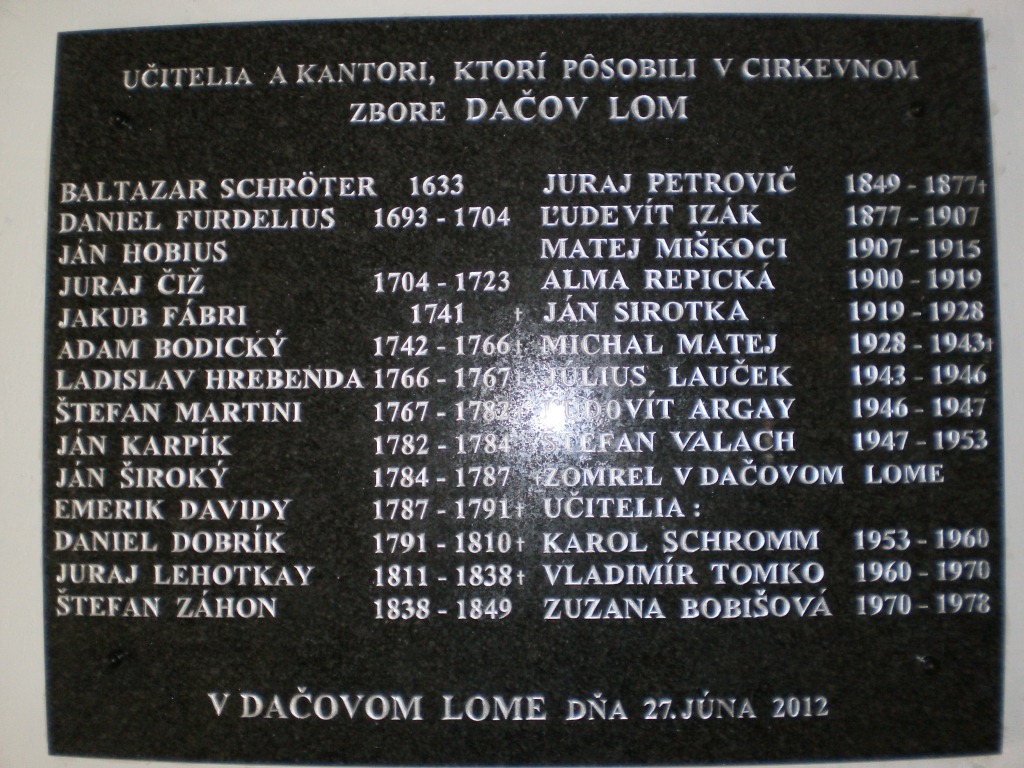 UČITELIA A KANTORI, KTORÍ PÔSOBILI V CIRKEVNOM
ZBORE DAČOV LOM
BALTAZAR SCHRÖTER 1633
DANIEL FURDELIUS 1693 - 1704
JÁN HOBIUS
JURAJ ČIŽ 1704 - 1723
JAKUB FÁBRI 1741 †
ADAM BODICKÝ 1742 - 1766†
LADISLAV HREBENDA 1766 - 1767†
ŠTEFAN MARTINI 1767 - 1782
JÁN KARPÍK 1782 - 1784
JÁN ŠIROKÝ 1784 - 1787
EMERIK DAVIDY 1787 - 1791†
DANIEL DOBRÍK 1791 - 1810†
JURAJ LEHOTKAY 1811 - 1838†
ŠTEFAN ZÁHON 1838 - 1849
JURAJ PETROVIČ 1849 - 1877†
ĽUDEVÍT IZÁK 1877 - 1907
MATEJ MIŠKOCI 1907 - 1915
ALMA REPICKÁ 1900 - 1919
JÁN SIROTKA 1919 - 1928
MICHAL MATEJ 1928 - 1943†
JÚLIUS LAUČEK 1943 - 1946
ĽUDOVÍT ARGAY 1946 - 1947
ŠTEFAN VALACH 1947 - 1953
†ZOMREL V DAČOVOM LOME
UČITELIA :
KAROL SCHROMM 1953 - 1960
VLADIMÍR TOMKO 1960 - 1970
ZUZANA BOBIŠOVÁ 1970 - 1978
V DAČOVOM LOME DŇA 27. JÚNA 2012